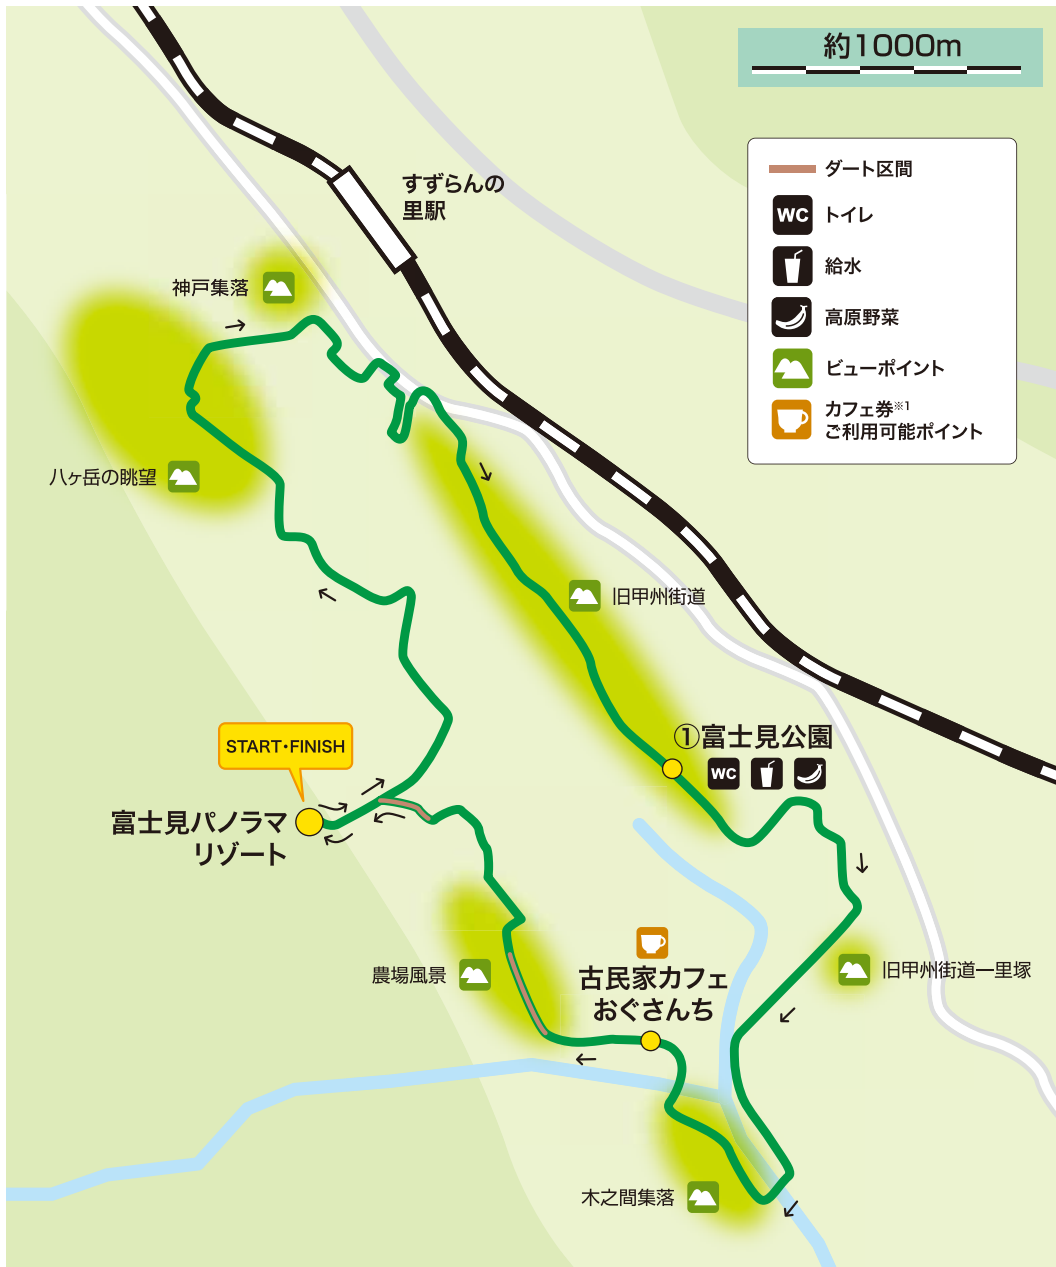 約1000m
ダート区間
WC
トイレ
給水
高原野菜
ビューポイント
カフェ券※1
ご利用可能ポイント
すずらんの
里駅
神戸集落
八ヶ岳の眺望
旧甲州街道
①富士見公園
WC
START・FINISH
富士見パノラマ
リゾート
農場風景
古民家カフェ
おぐさんち
旧甲州街道一里塚
木之間集落